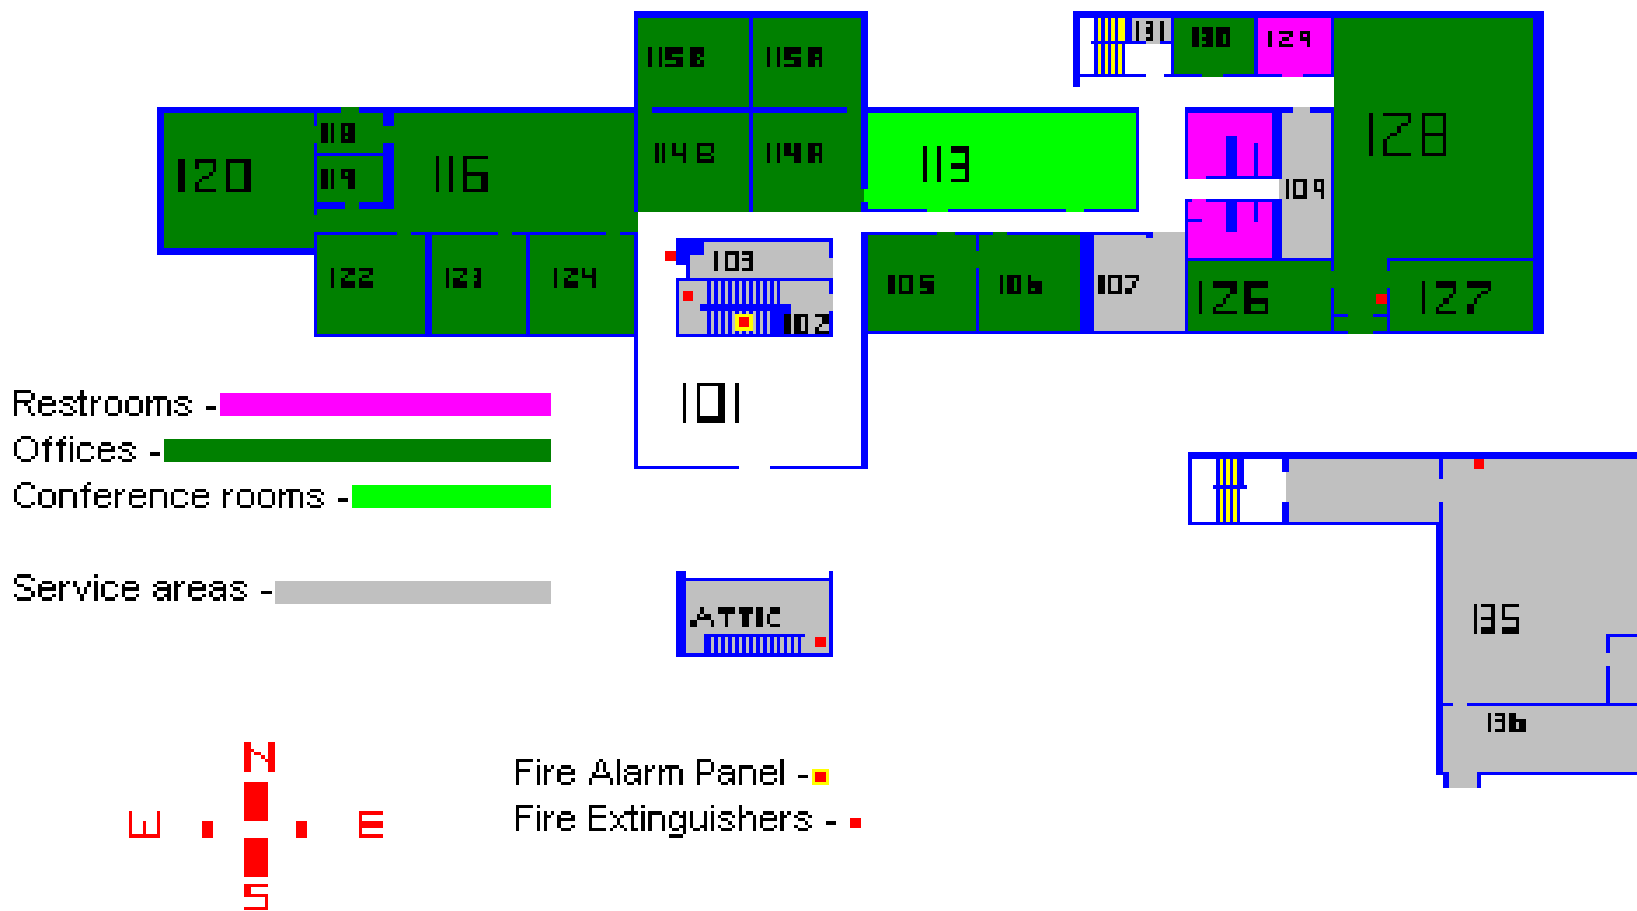 131 130 129
115B 115A
128
118
114B 114A
113
120 119 116
109
103
122 123 124 105 106 107
126 127
102
Restrooms -
101
Offices -
Conference rooms -
Service areas -
ATTIC
135
136
N
Fire Alarm Panel -
Fire Extinguishers -
W E
S